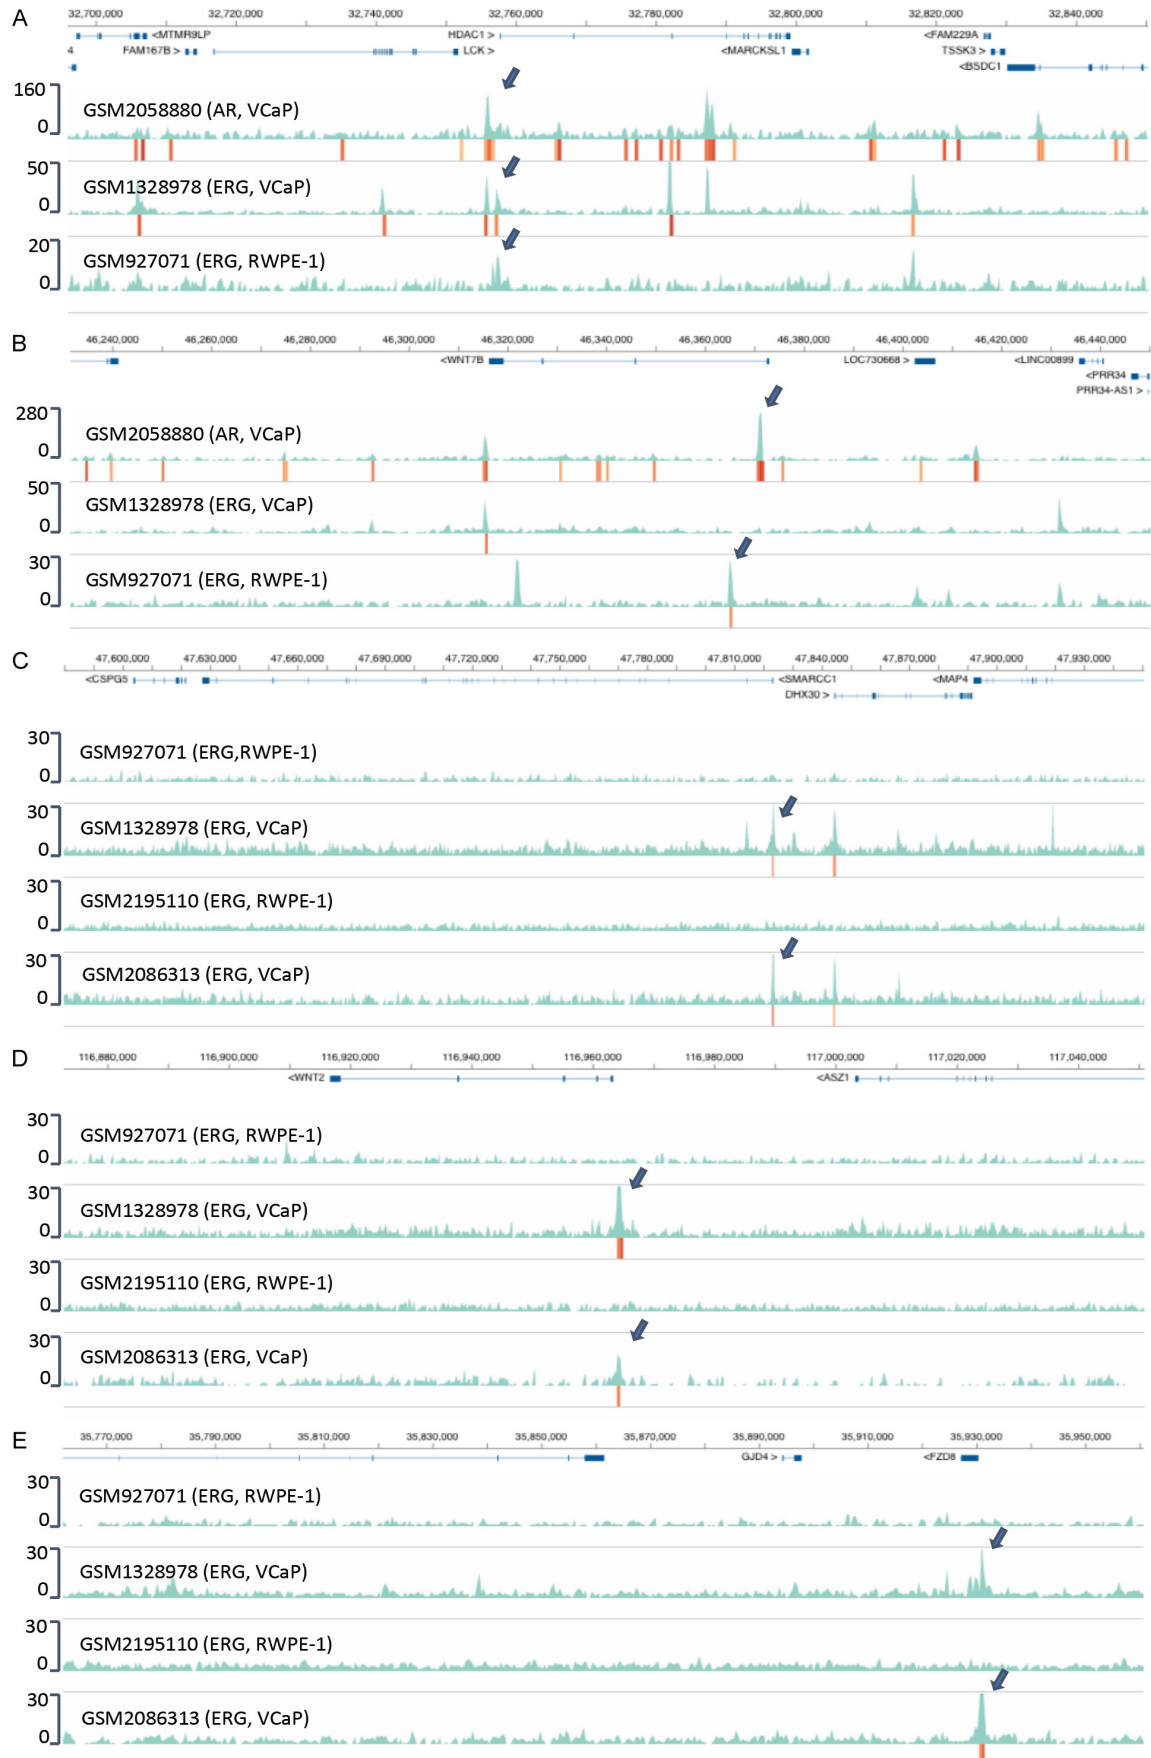 A
32,700,000 32,720,000 32,740,000 32,760,000 32,780,000 32,800,000 32,820,000 32,840,000
<MTMR9LP HDAC1 > <FAM229A
4 FAM167B > LCK > <MARCKSL1 TSSK3 >
<BSDC1
160
GSM2058880 (AR, VCaP)
0
50
GSM1328978 (ERG, VCaP)
0
20
GSM927071 (ERG, RWPE-1)
0
B
46,240,000 46,260,000 46,280,000 46,300,000 46,320,000 46,340,000 46,360,000 46,380,000 46,400,000 46,420,000 46,440,000
<WNT7B LOC730668 > <LINC00899
<PRR34
PRR34-AS1 >
280
GSM2058880 (AR, VCaP)
0
50
GSM1328978 (ERG, VCaP)
0
30
GSM927071 (ERG, RWPE-1)
0
C
47,600,000 47,630,000 47,660,000 47,690,000 47,720,000 47,750,000 47,780,000 47,810,000 47,840,000 47,870,000 47,900,000 47,930,000
<CSPG5 <SMARCC1 <MAP4
DHX30 >
30
GSM927071 (ERG,RWPE-1)
0
30
GSM1328978 (ERG, VCaP)
0
30
GSM2195110 (ERG, RWPE-1)
0
30
GSM2086313 (ERG, VCaP)
0
D
116,880,000 116,900,000 116,920,000 116,940,000 116,960,000 116,980,000 117,000,000 117,020,000 117,040,000
<WNT2 <ASZ1
30
GSM927071 (ERG, RWPE-1)
0
30
GSM1328978 (ERG, VCaP)
0
30
GSM2195110 (ERG, RWPE-1)
0
30
GSM2086313 (ERG, VCaP)
0
E
35,770,000 35,790,000 35,810,000 35,830,000 35,850,000 35,870,000 35,890,000 35,910,000 35,930,000 35,950,000
GJD4 > <FZD8
30
GSM927071 (ERG, RWPE-1)
0
30
GSM1328978 (ERG, VCaP)
0
30
GSM2195110 (ERG, RWPE-1)
0
30
GSM2086313 (ERG, VCaP)
0